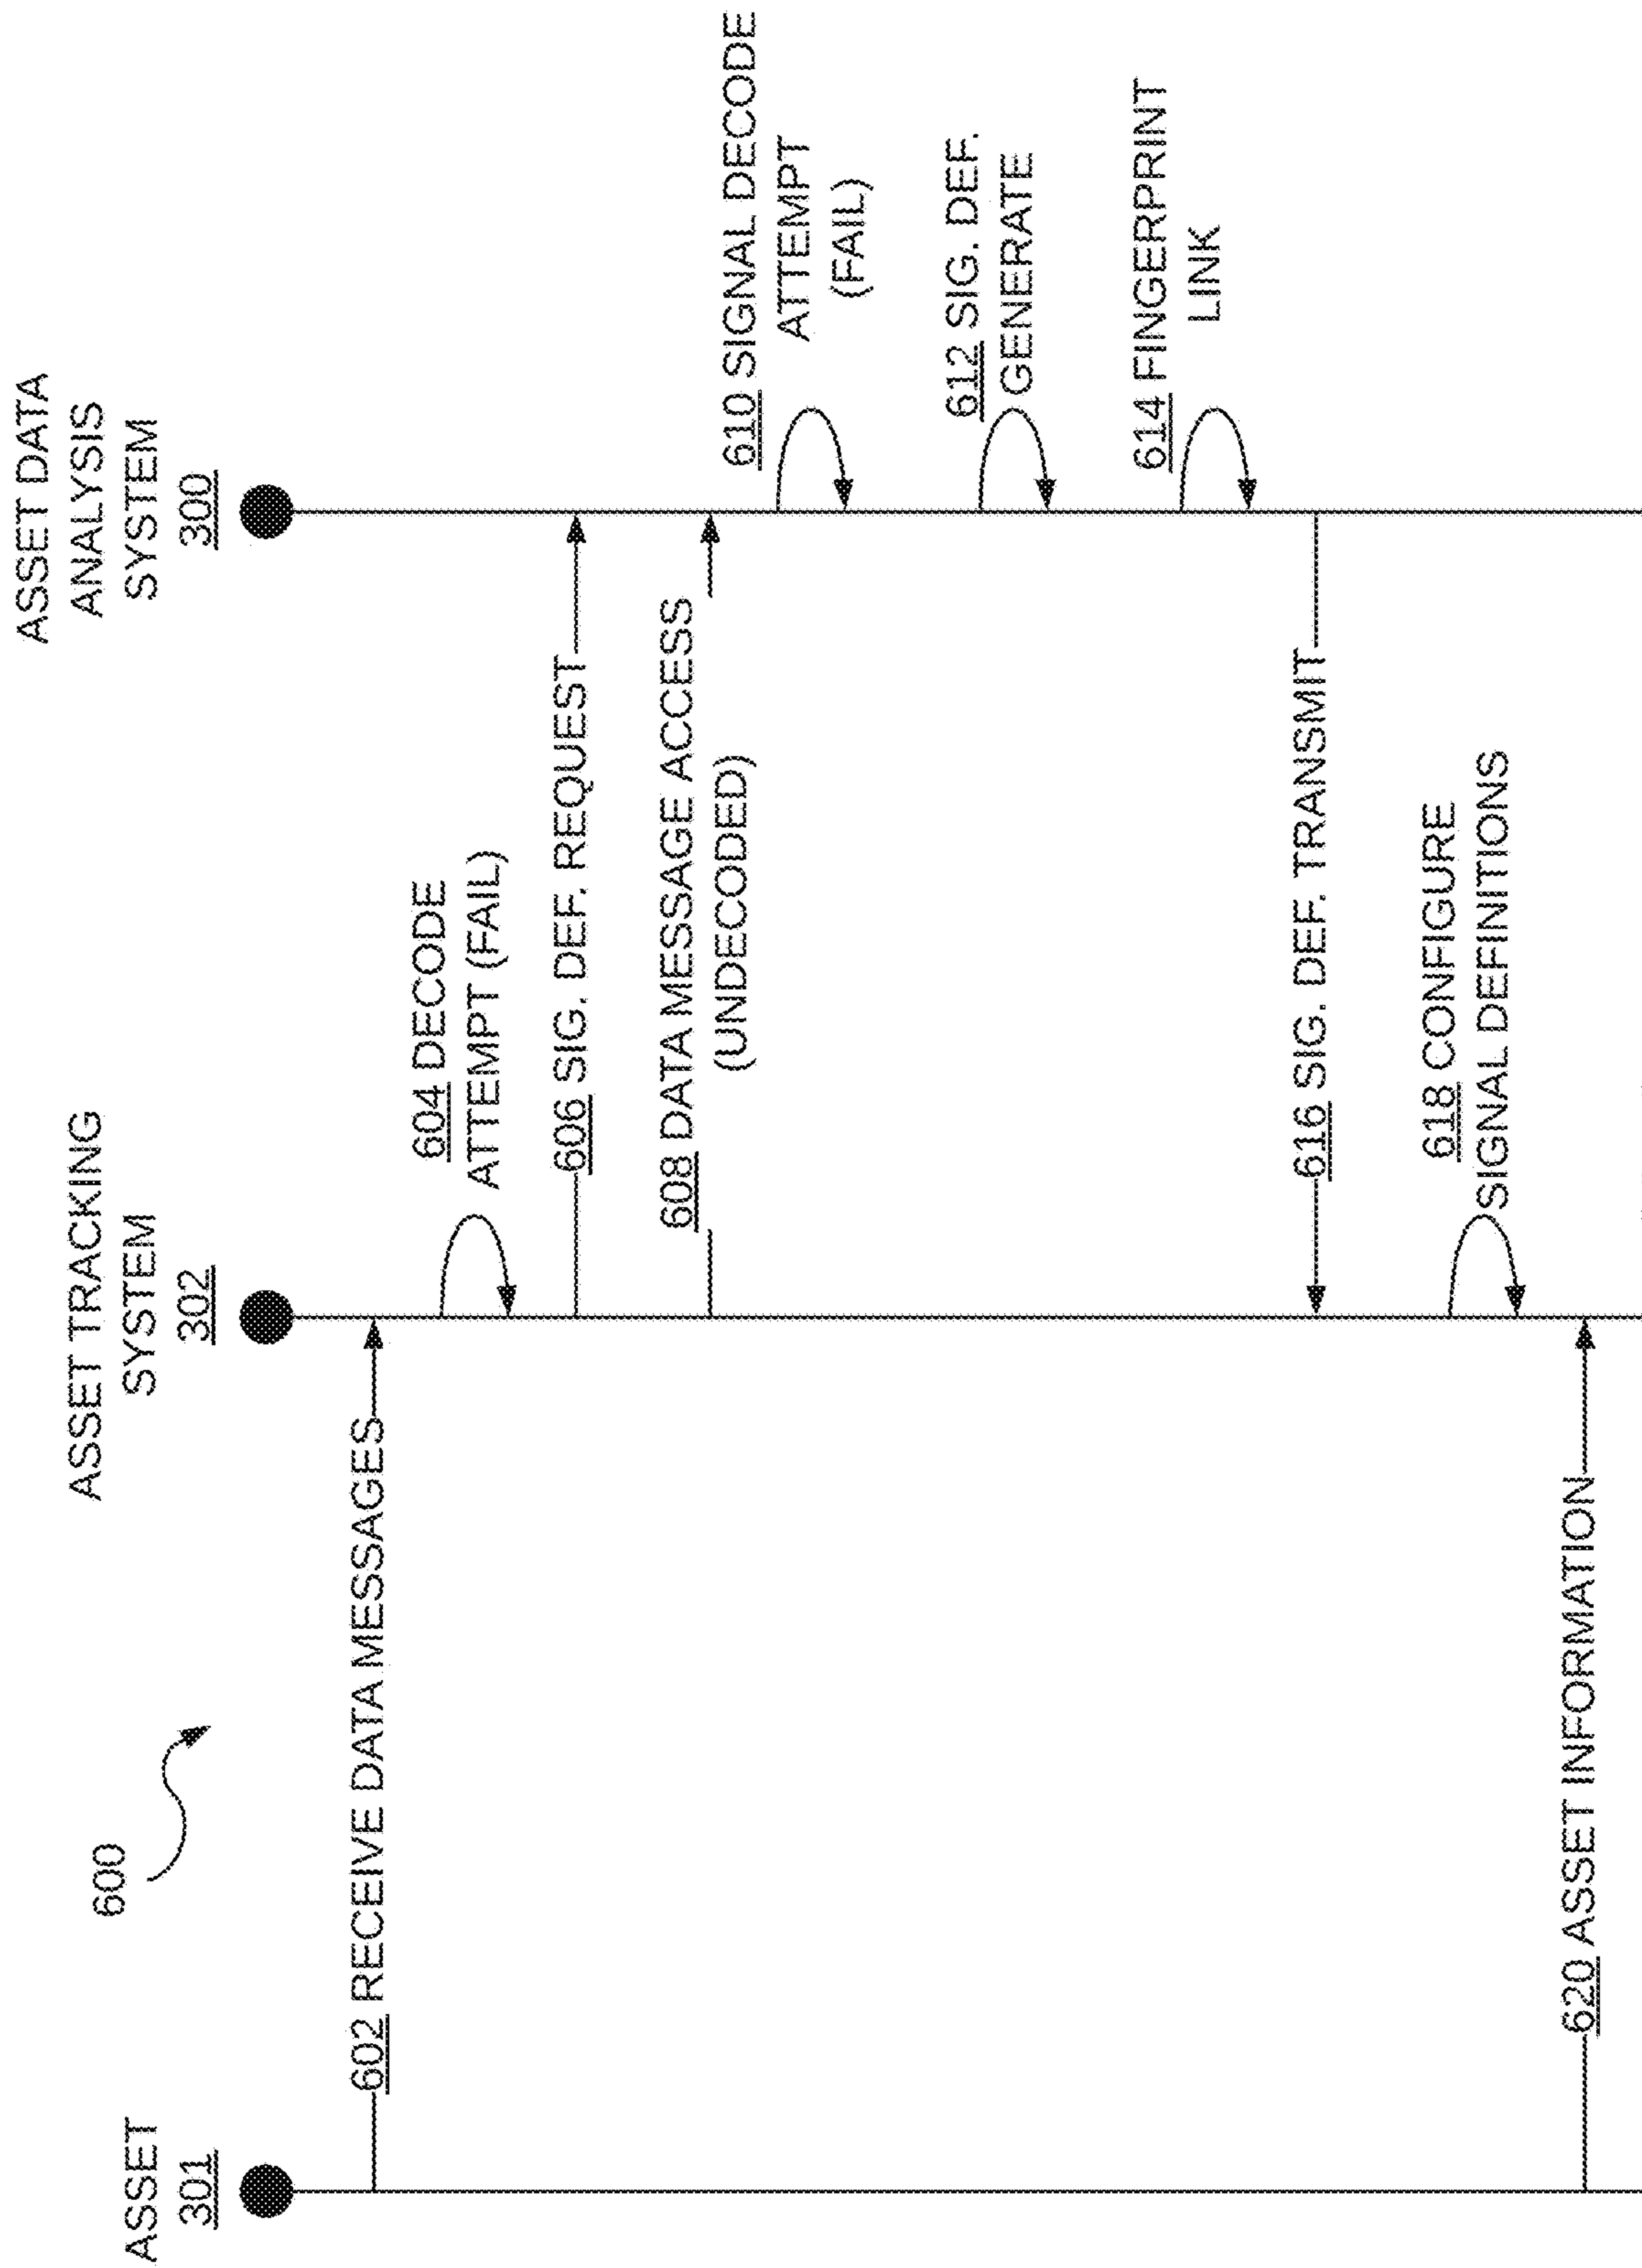 600
ASSET
301
ASSET TRACKING
SYSTEM
302
ASSET DATA
ANALYSIS
SYSTEM
300
602 RECEIVE DATA MESSAGES
604 DECODE
ATTEMPT (FAIL)
606 SIG. DEF. REQUEST
608 DATA MESSAGE ACCESS
(UNDECODED)
610 SIGNAL DECODE
ATTEMPT
(FAIL)
612 SIG. DEF.
GENERATE
614 FINGERPRINT
LINK
616 SIG. DEF. TRANSMIT
618 CONFIGURE
SIGNAL DEFINITIONS
620 ASSET INFORMATION